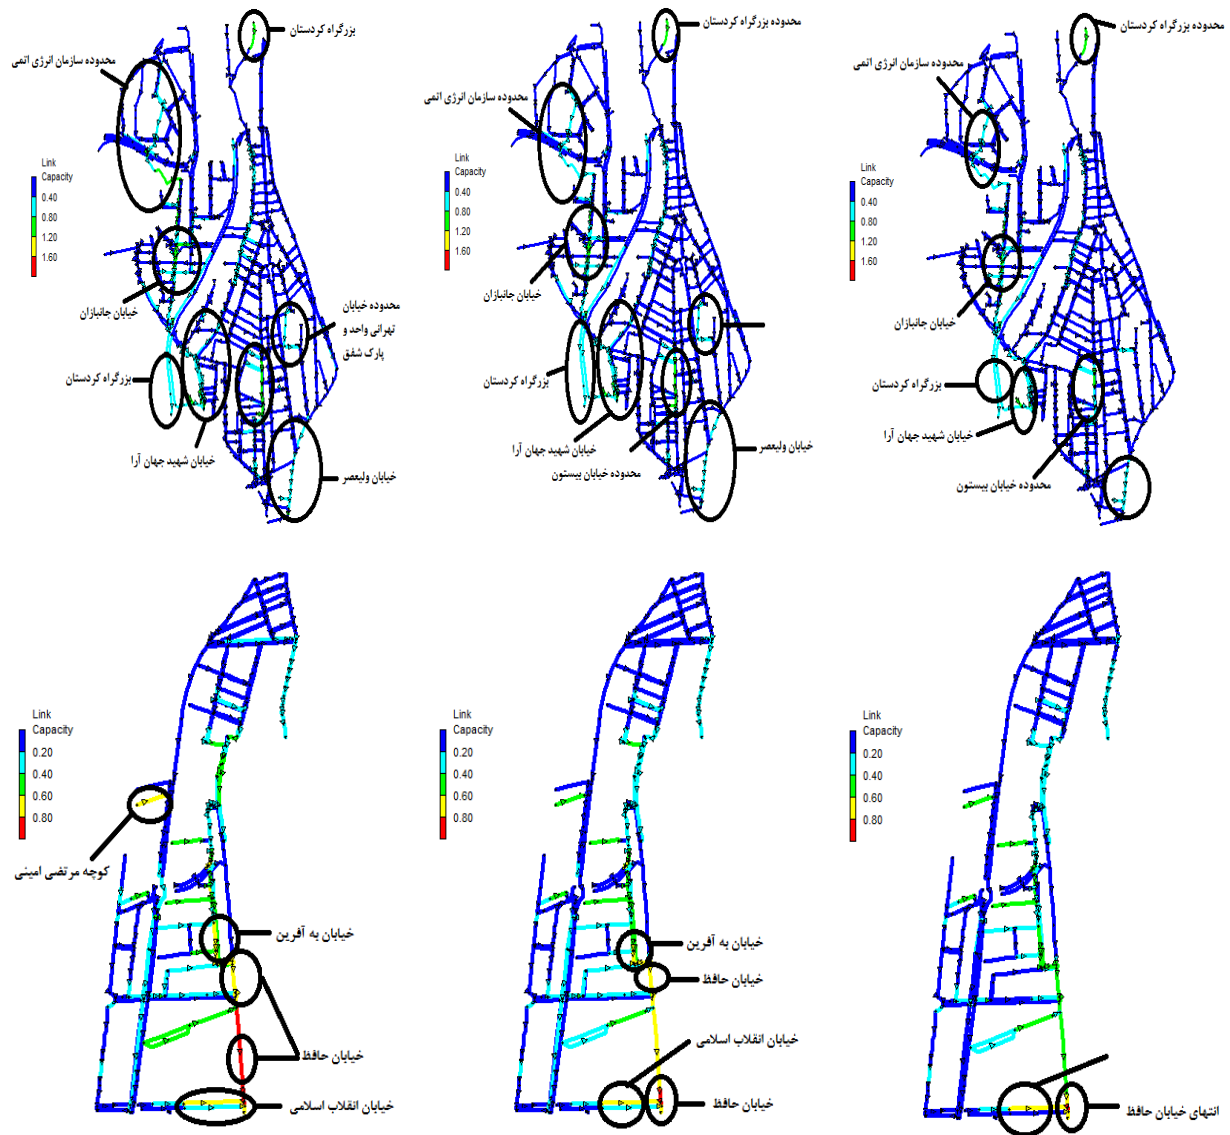 بزرگراه کردستان
محدوده سازمان انرژی اتمی
Link
Capacity
0.40
0.80
1.20
1.60
خیابان جانبازان
محدوده خیابان
تهرانی واحد و
پارک شفق
بزرگراه کردستان
خیابان شهید جهان آرا
خیابان ولیعصر
محدوده بزرگراه کردستان
محدوده سازمان انرژی اتمی
Link
Capacity
0.40
0.80
1.20
1.60
خیابان جانبازان
بزرگراه کردستان
خیابان شهید جهان آرا
محدوده خیابان بیستون
خیابان ولیعصر
محدوده بزرگراه کردستان
محدوده سازمان انرژی اتمی
Link
Capacity
0.40
0.80
1.20
1.60
خیابان جانبازان
بزرگراه کردستان
خیابان شهید جهان آرا
محدوده خیابان بیستون
Link
Capacity
0.20
0.40
0.60
0.80
کوچه مرتضی امینی
خیابان به آفرین
خیابان حافظ
خیابان انقلاب اسلامی
Link
Capacity
0.20
0.40
0.60
0.80
خیابان به آفرین
خیابان حافظ
خیابان انقلاب اسلامی
خیابان حافظ
Link
Capacity
0.20
0.40
0.60
0.80
انتهای خیابان حافظ